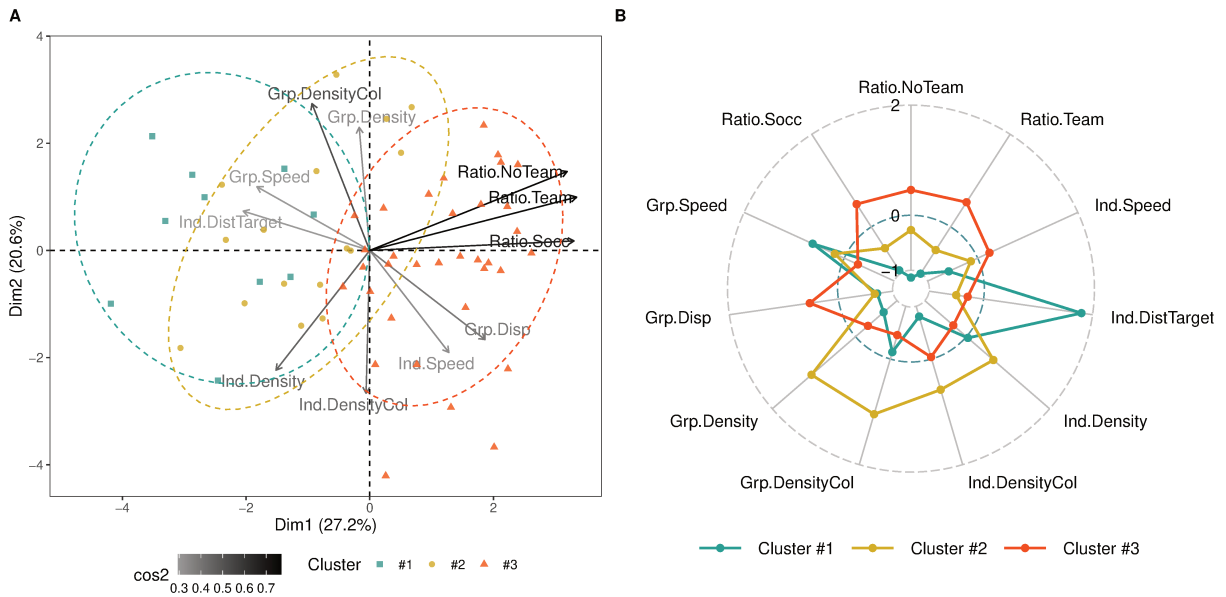 A
4
2
0
−2
−4
−4
−2
0
2
Dim2 (20.6%)
Dim1 (27.2%)
Grp.DensityCol
Grp.Density
Ratio.NoTeam
Grp.Speed
Ratio.Team
Ind.DistTarget
Ratio.Socc
Grp.Disp
Ind.Speed
Ind.Density
Ind.DensityCol
cos2
0.3 0.4 0.5 0.6 0.7
Cluster #1 #2 #3
B
Ratio.NoTeam
2
Ratio.Socc
Ratio.Team
Grp.Speed
Ind.Speed
0
−1
Grp.Disp
Ind.DistTarget
Grp.Density
Ind.Density
Grp.DensityCol
Ind.DensityCol
Cluster #1 Cluster #2 Cluster #3